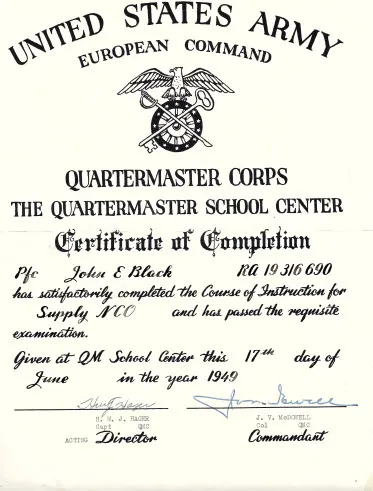 UNITED STATES ARMY
EUROPEAN COMMAND
QUARTERMASTER CORPS
THE QUARTERMASTER SCHOOL CENTER
Certificate of Completion
Pfc John E Black RA 19 316 690
has satisfactorily completed the Course of Instruction for
Supply NCO and has passed the requisite
examination.
Given at QM School Center this 17th day of
June in the year 1949
W. J. HAGER J. V. McDOWELL
Capt QMC Col QMC
ACTING Director Commandant